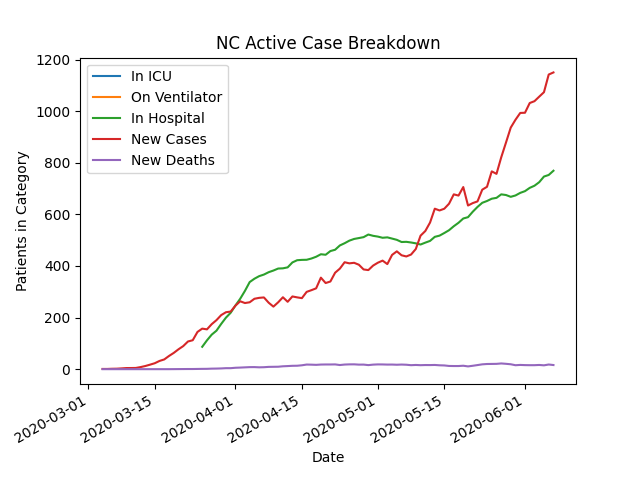 NC Active Case Breakdown
1200
1000
800
600
400
200
0
Patients in Category
In ICU
On Ventilator
In Hospital
New Cases
New Deaths
2020-03-01
2020-03-15
2020-04-01
2020-04-15
2020-05-01
2020-05-15
2020-06-01
Date